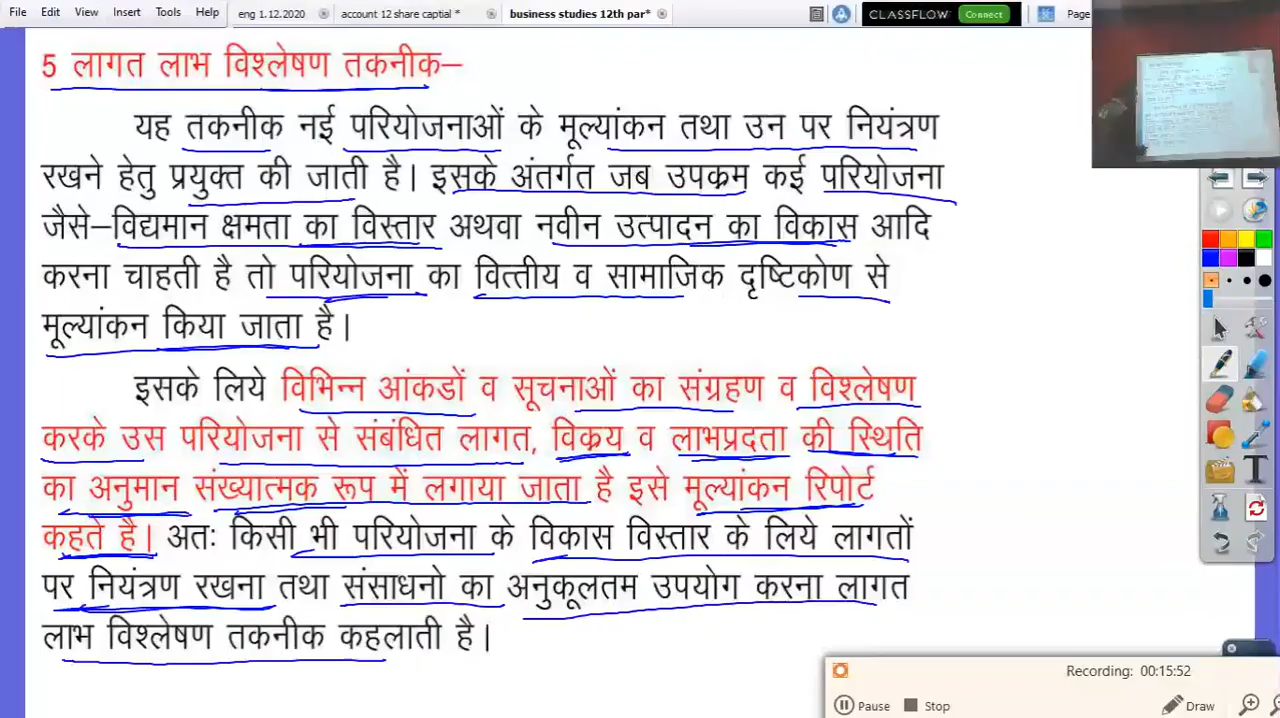 File Edit View Insert Tools Help eng 1.12.2020 account 12 share captial * business studies 12th par* CLASSFLOW Connect Page
5 लागत लाभ विश्लेषण तकनीक–
यह तकनीक नई परियोजनाओं के मूल्यांकन तथा उन पर नियंत्रण
रखने हेतु प्रयुक्त की जाती है। इसके अंतर्गत जब उपक्रम कई परियोजना
जैसे–विद्यमान क्षमता का विस्तार अथवा नवीन उत्पादन का विकास आदि
करना चाहती है तो परियोजना का वित्तीय व सामाजिक दृष्टिकोण से
मूल्यांकन किया जाता है।
इसके लिये विभिन्न आंकडों व सूचनाओं का संग्रहण व विश्लेषण
करके उस परियोजना से संबंधित लागत, विक्रय व लाभप्रदता की स्थिति
का अनुमान संख्यात्मक रूप में लगाया जाता है इसे मूल्यांकन रिपोर्ट
कहते है। अतः किसी भी परियोजना के विकास विस्तार के लिये लागतों
पर नियंत्रण रखना तथा संसाधनो का अनुकूलतम उपयोग करना लागत
लाभ विश्लेषण तकनीक कहलाती है।
Recording: 00:15:52
Pause Stop Draw